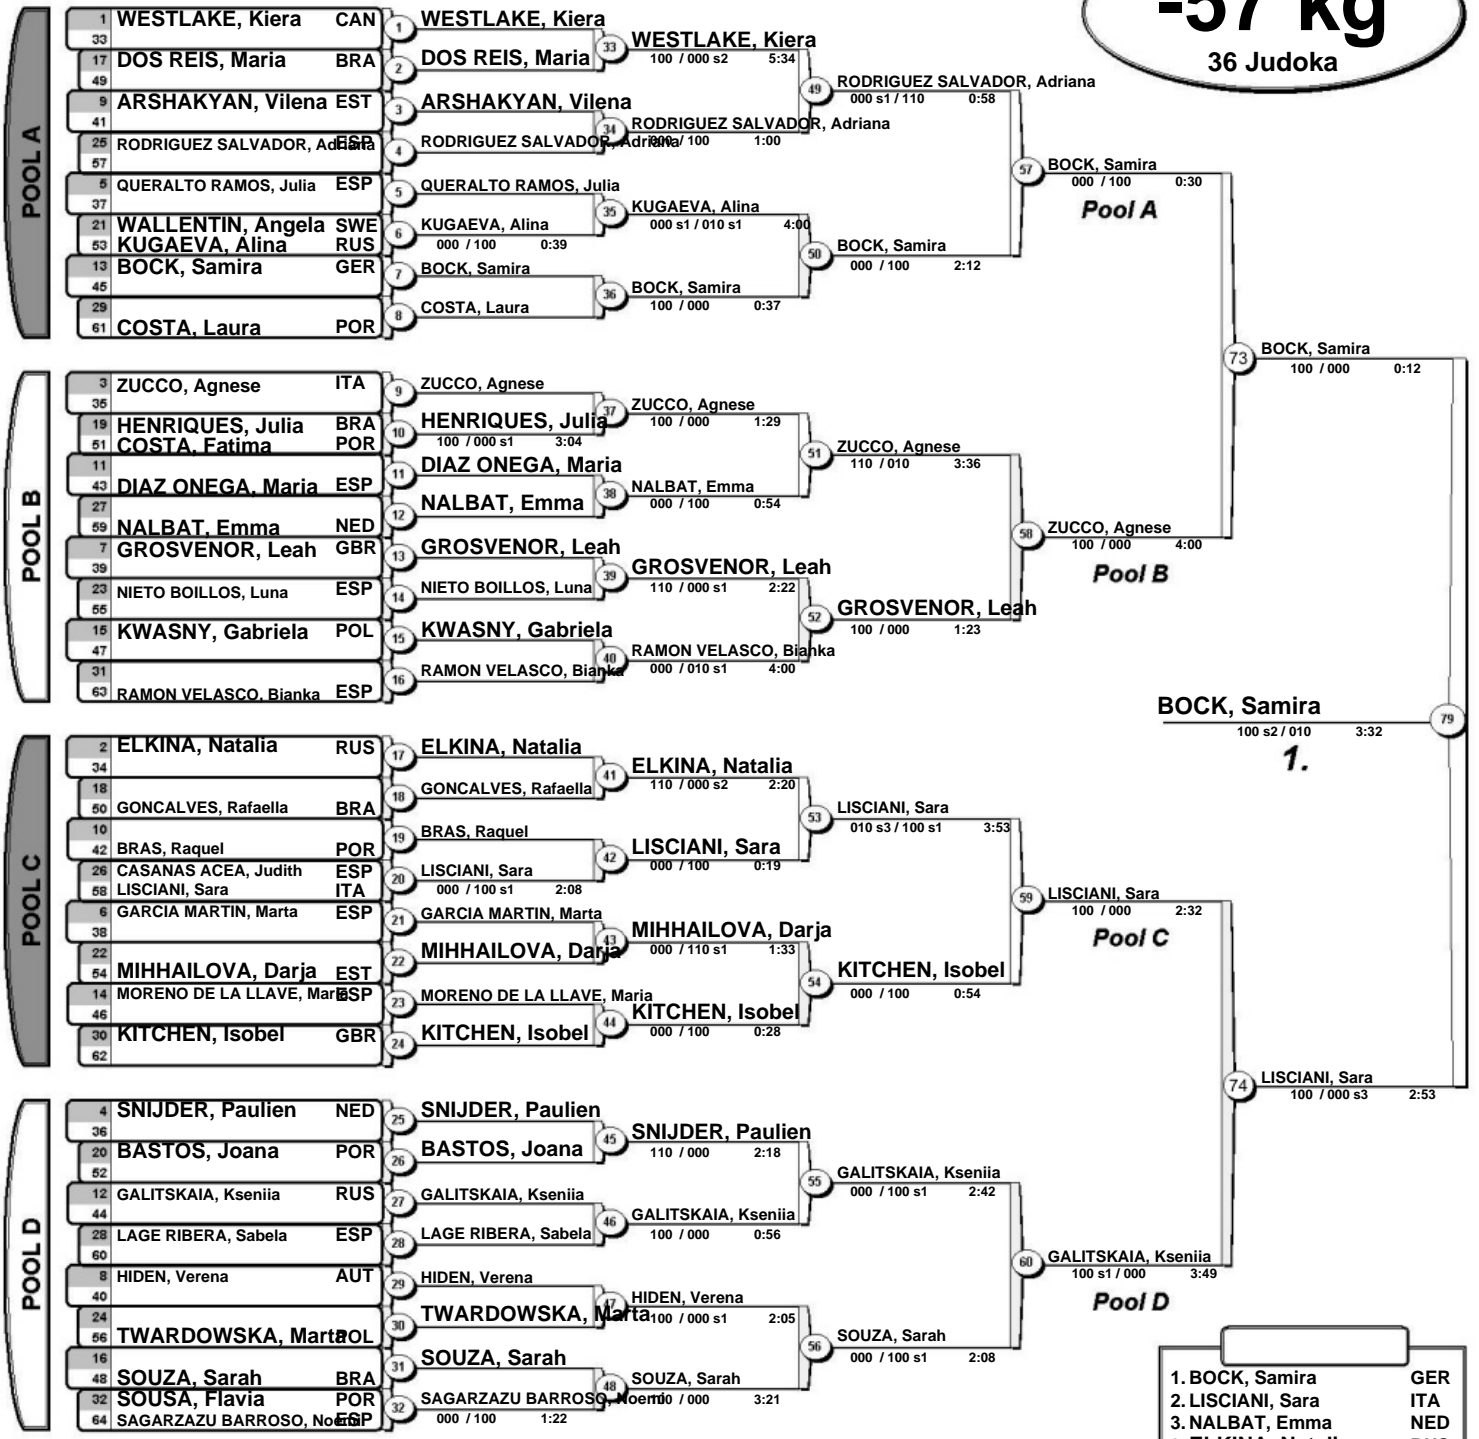 -57 kg
36 Judoka
POOL A
1 WESTLAKE, Kiera CAN
33
17 DOS REIS, Maria BRA
49
9 ARSHAKYAN, Vilena EST
41
25 RODRIGUEZ SALVADOR, Adriana ESP
57
5 QUERALTO RAMOS, Julia ESP
37
21 WALLENTIN, Angela SWE
53 KUGAEVA, Alina RUS
13 BOCK, Samira GER
45
29
61 COSTA, Laura POR
1 WESTLAKE, Kiera
2 DOS REIS, Maria
3 ARSHAKYAN, Vilena
4 RODRIGUEZ SALVADOR, Adriana
5 QUERALTO RAMOS, Julia
6 KUGAEVA, Alina
000 / 100 0:39
7 BOCK, Samira
8 COSTA, Laura
33 WESTLAKE, Kiera
100 / 000 s2 5:34
34 RODRIGUEZ SALVADOR, Adriana
000 / 100 1:00
35 KUGAEVA, Alina
000 s1 / 010 s1 4:00
36 BOCK, Samira
100 / 000 0:37
49 RODRIGUEZ SALVADOR, Adriana
000 s1 / 110 0:58
50 BOCK, Samira
000 / 100 2:12
57 BOCK, Samira
000 / 100 0:30
Pool A
POOL B
3 ZUCCO, Agnese ITA
35
19 HENRIQUES, Julia BRA
51 COSTA, Fatima POR
11
43 DIAZ ONEGA, Maria ESP
27
59 NALBAT, Emma NED
7 GROSVENOR, Leah GBR
39
23 NIETO BOILLOS, Luna ESP
55
15 KWASNY, Gabriela POL
47
31
63 RAMON VELASCO, Bianka ESP
9 ZUCCO, Agnese
10 HENRIQUES, Julia
100 / 000 s1 3:04
11 DIAZ ONEGA, Maria
12 NALBAT, Emma
13 GROSVENOR, Leah
14 NIETO BOILLOS, Luna
15 KWASNY, Gabriela
16 RAMON VELASCO, Bianka
37 ZUCCO, Agnese
100 / 000 1:29
38 NALBAT, Emma
000 / 100 0:54
39 GROSVENOR, Leah
110 / 000 s1 2:22
40 RAMON VELASCO, Bianka
000 / 010 s1 4:00
51 ZUCCO, Agnese
110 / 010 3:36
52 GROSVENOR, Leah
100 / 000 1:23
58 ZUCCO, Agnese
100 / 000 4:00
Pool B
73 BOCK, Samira
100 / 000 0:12
BOCK, Samira 79
100 s2 / 010 3:32
1.
POOL C
2 ELKINA, Natalia RUS
34
18
50 GONCALVES, Rafaella BRA
10
42 BRAS, Raquel POR
26 CASANAS ACEA, Judith ESP
58 LISCIANI, Sara ITA
6 GARCIA MARTIN, Marta ESP
38
22
54 MIHHAILOVA, Darja EST
14 MORENO DE LA LLAVE, Maria ESP
46
30 KITCHEN, Isobel GBR
62
17 ELKINA, Natalia
18 GONCALVES, Rafaella
19 BRAS, Raquel
20 LISCIANI, Sara
000 / 100 s1 2:08
21 GARCIA MARTIN, Marta
22 MIHHAILOVA, Darja
23 MORENO DE LA LLAVE, Maria
24 KITCHEN, Isobel
41 ELKINA, Natalia
110 / 000 s2 2:20
42 LISCIANI, Sara
000 / 100 0:19
43 MIHHAILOVA, Darja
000 / 110 s1 1:33
44 KITCHEN, Isobel
000 / 100 0:28
53 LISCIANI, Sara
010 s3 / 100 s1 3:53
54 KITCHEN, Isobel
000 / 100 0:54
59 LISCIANI, Sara
100 / 000 2:32
Pool C
POOL D
4 SNIJDER, Paulien NED
36
20 BASTOS, Joana POR
52
12 GALITSKAIA, Kseniia RUS
44
28 LAGE RIBERA, Sabela ESP
60
8 HIDEN, Verena AUT
40
24
56 TWARDOWSKA, Marta POL
16
48 SOUZA, Sarah BRA
32 SOUSA, Flavia POR
64 SAGARZAZU BARROSO, Noemi ESP
25 SNIJDER, Paulien
26 BASTOS, Joana
27 GALITSKAIA, Kseniia
28 LAGE RIBERA, Sabela
29 HIDEN, Verena
30 TWARDOWSKA, Marta
31 SOUZA, Sarah
32 SAGARZAZU BARROSO, Noemi
000 / 100 1:22
45 SNIJDER, Paulien
110 / 000 2:18
46 GALITSKAIA, Kseniia
100 / 000 0:56
47 HIDEN, Verena
100 / 000 s1 2:05
48 SOUZA, Sarah
100 / 000 3:21
55 GALITSKAIA, Kseniia
000 / 100 s1 2:42
56 SOUZA, Sarah
000 / 100 s1 2:08
60 GALITSKAIA, Kseniia
100 s1 / 000 3:49
Pool D
74 LISCIANI, Sara
100 / 000 s3 2:53
1. BOCK, Samira GER
2. LISCIANI, Sara ITA
3. NALBAT, Emma NED